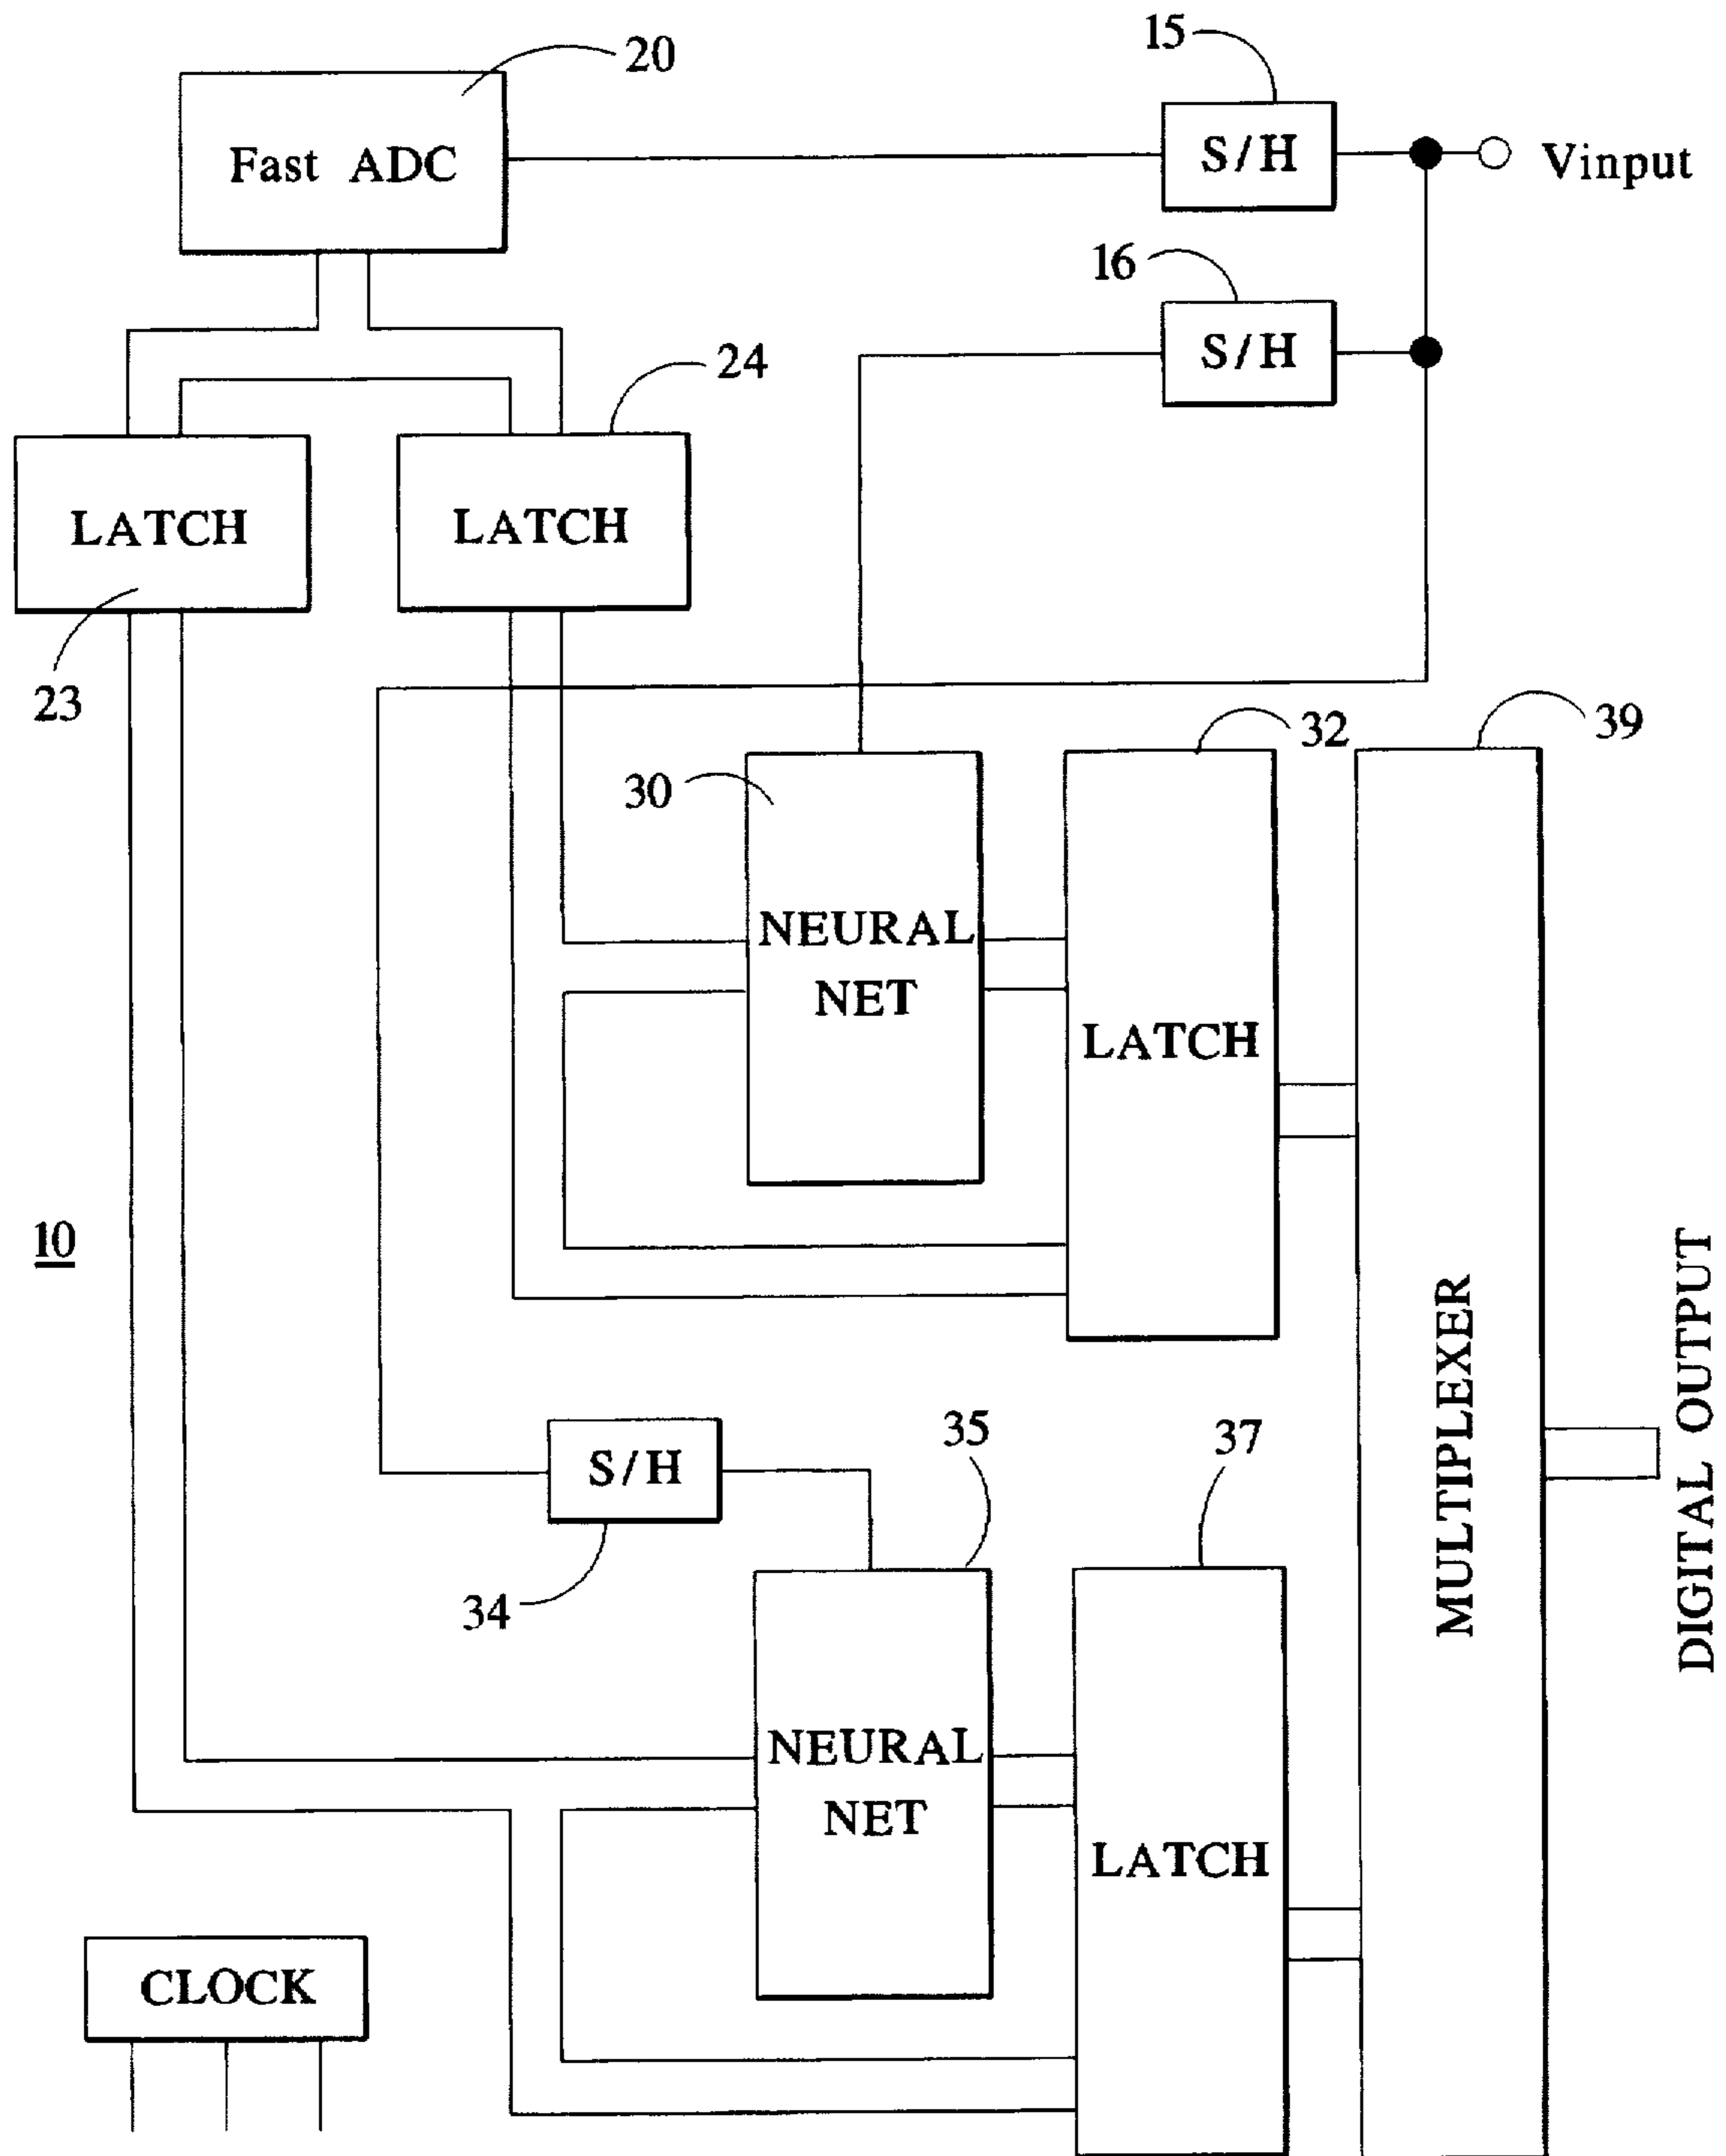 20
15
Fast ADC
S/H
Vinput
16
S/H
24
LATCH
LATCH
23
32
39
30
NEURAL
NET
LATCH
10
MULTIPLEXER
DIGITAL OUTPUT
35
37
S/H
34
NEURAL
NET
LATCH
CLOCK